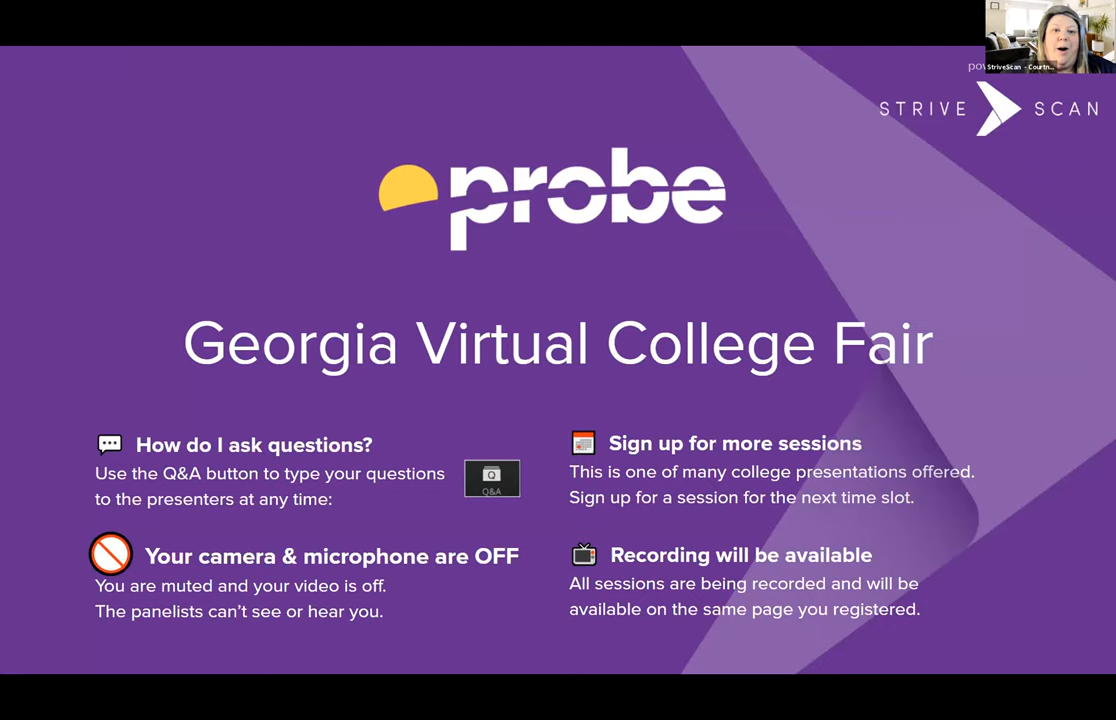 pow
StriveScan - Courtn...
STRIVE SCAN
probe
Georgia Virtual College Fair
How do I ask questions?
Use the Q&A button to type your questions
to the presenters at any time:
Q
Q&A
Your camera & microphone are OFF
You are muted and your video is off.
The panelists can't see or hear you.
Sign up for more sessions
This is one of many college presentations offered.
Sign up for a session for the next time slot.
Recording will be available
All sessions are being recorded and will be
available on the same page you registered.